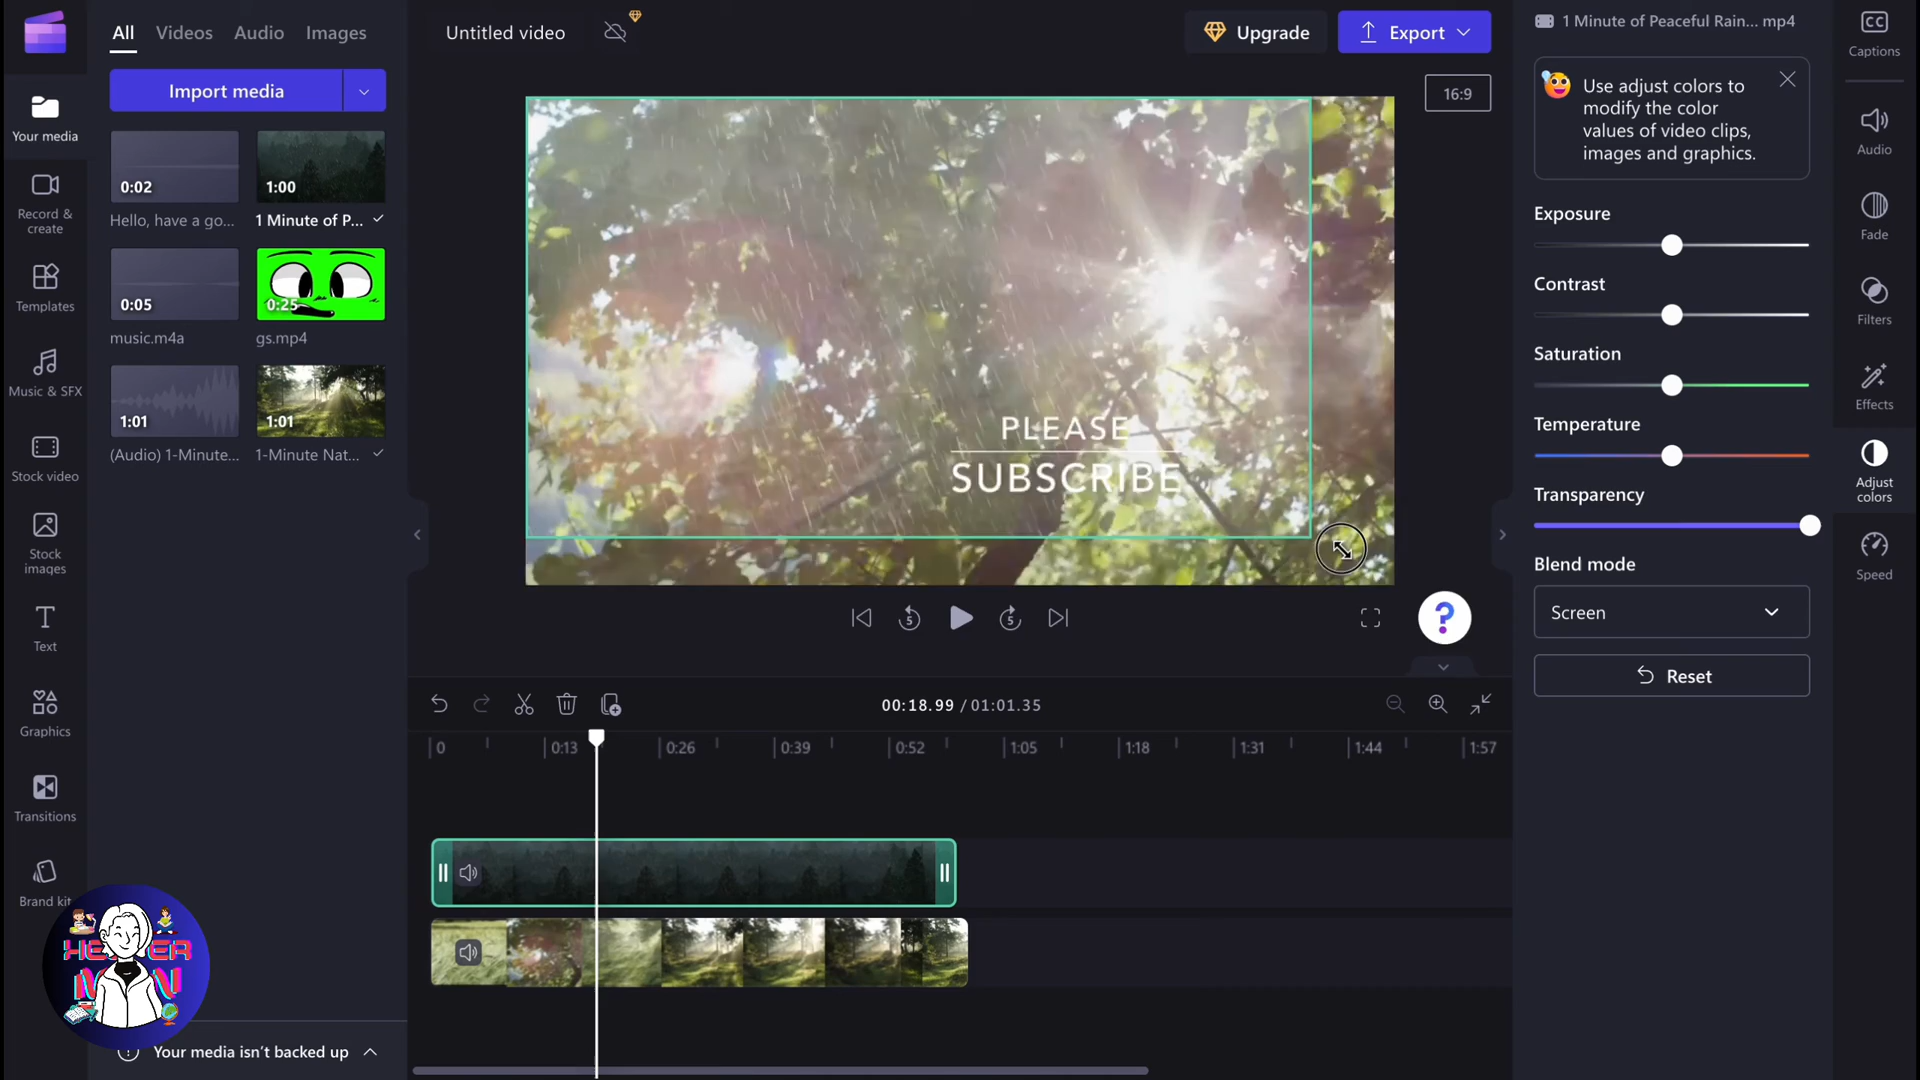 All Videos Audio Images
Untitled video
Upgrade
Export
1 Minute of Peaceful Rain... mp4
Captions
Import media
16:9
Use adjust colors to
modify the color
values of video clips,
images and graphics.
Your media
0:02
1:00
Hello, have a go...
1 Minute of P...
Audio
Record &
create
0:05
0:25
music.m4a
gs.mp4
Exposure
Fade
Templates
Contrast
Filters
Music & SFX
1:01
1:01
(Audio) 1-Minute...
1-Minute Nat...
Saturation
Effects
Stock video
PLEASE
SUBSCRIBE
Temperature
Adjust
colors
Transparency
Stock
images
Blend mode
Speed
Screen
Text
5
5
?
Reset
Graphics
00:18.99 / 01:01.35
0 0:13 0:26 0:39 0:52 1:05 1:18 1:31 1:44 1:57
Transitions
Brand kit
Your media isn't backed up